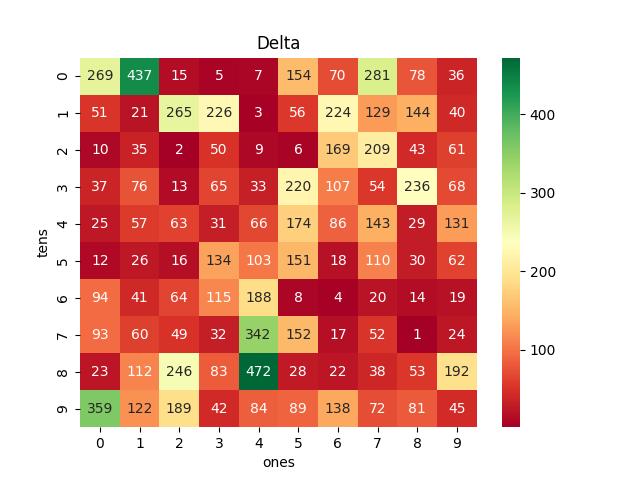 Delta
0 269 437 15 5 7 154 70 281 78 36
1 51 21 265 226 3 56 224 129 144 40
2 10 35 2 50 9 6 169 209 43 61
3 37 76 13 65 33 220 107 54 236 68
4 25 57 63 31 66 174 86 143 29 131
5 12 26 16 134 103 151 18 110 30 62
6 94 41 64 115 188 8 4 20 14 19
7 93 60 49 32 342 152 17 52 1 24
8 23 112 246 83 472 28 22 38 53 192
9 359 122 189 42 84 89 138 72 81 45
0 1 2 3 4 5 6 7 8 9
ones
tens
400
300
200
100